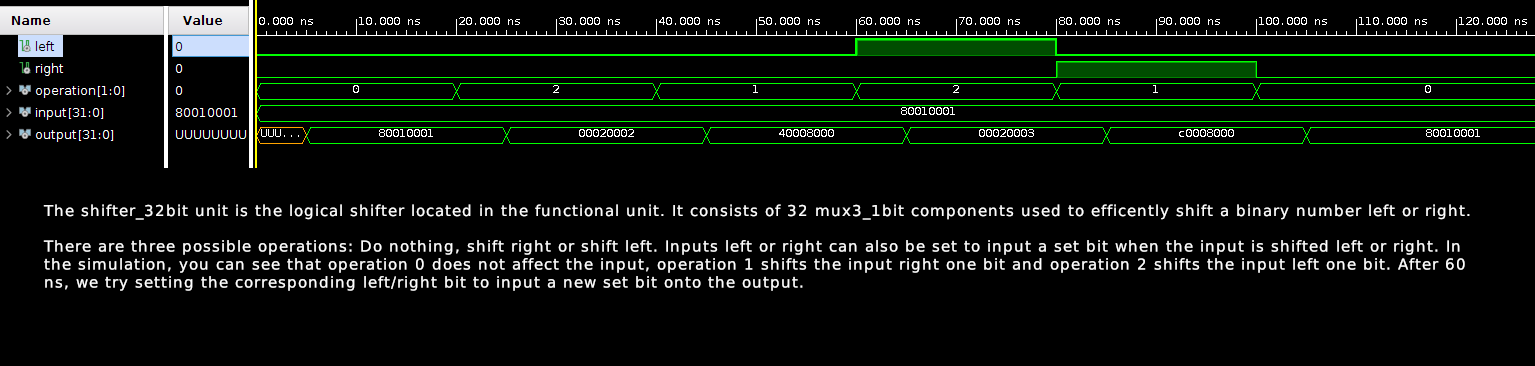 Name Value 0.000 ns 10.000 ns 20.000 ns 30.000 ns 40.000 ns 50.000 ns 60.000 ns 70.000 ns 80.000 ns 90.000 ns 100.000 ns 110.000 ns 120.000 ns
left 0
right 0
operation[1:0] 0 0 2 1 2 1 0
input[31:0] 80010001 80010001
output[31:0] UUUUUUUU UUU... 80010001 00020002 40008000 00020003 c0008000 80010001
The shifter_32bit unit is the logical shifter located in the functional unit. It consists of 32 mux3_1bit components used to efficently shift a binary number left or right.
There are three possible operations: Do nothing, shift right or shift left. Inputs left or right can also be set to input a set bit when the input is shifted left or right. In
the simulation, you can see that operation 0 does not affect the input, operation 1 shifts the input right one bit and operation 2 shifts the input left one bit. After 60
ns, we try setting the corresponding left/right bit to input a new set bit onto the output.